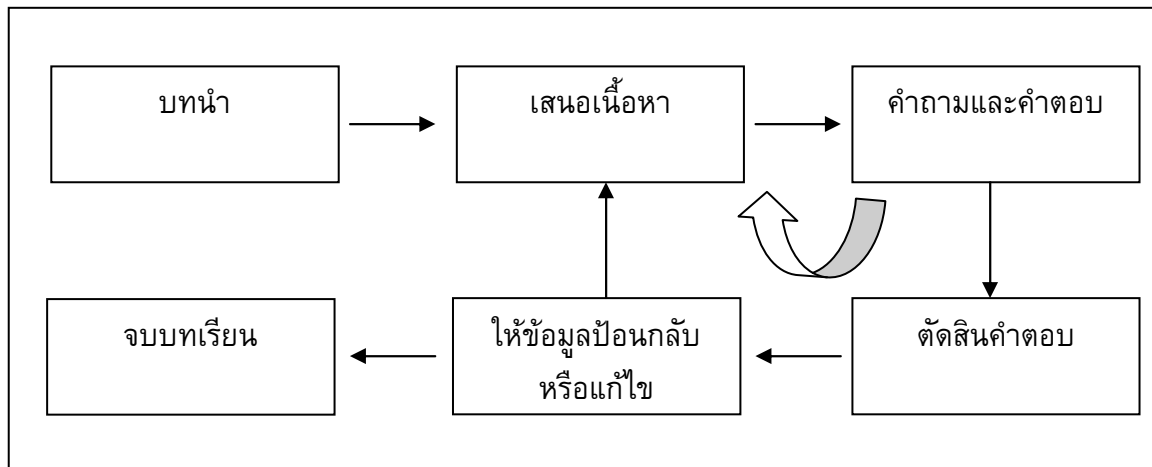 บทนำ
เสนอเนื้อหา
คำถามและคำตอบ
จบบทเรียน
ให้ข้อมูลป้อนกลับ
หรือแก้ไข
ตัดสินคำตอบ